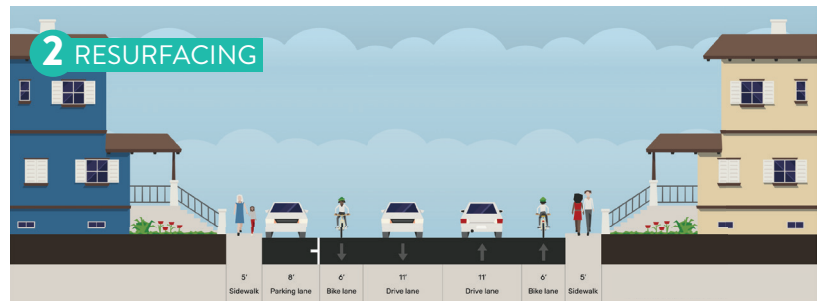 2 RESURFACING
5' 8' 6' 11' 11' 6' 5'
Sidewalk Parking lane Bike lane Drive lane Drive lane Bike lane Sidewalk